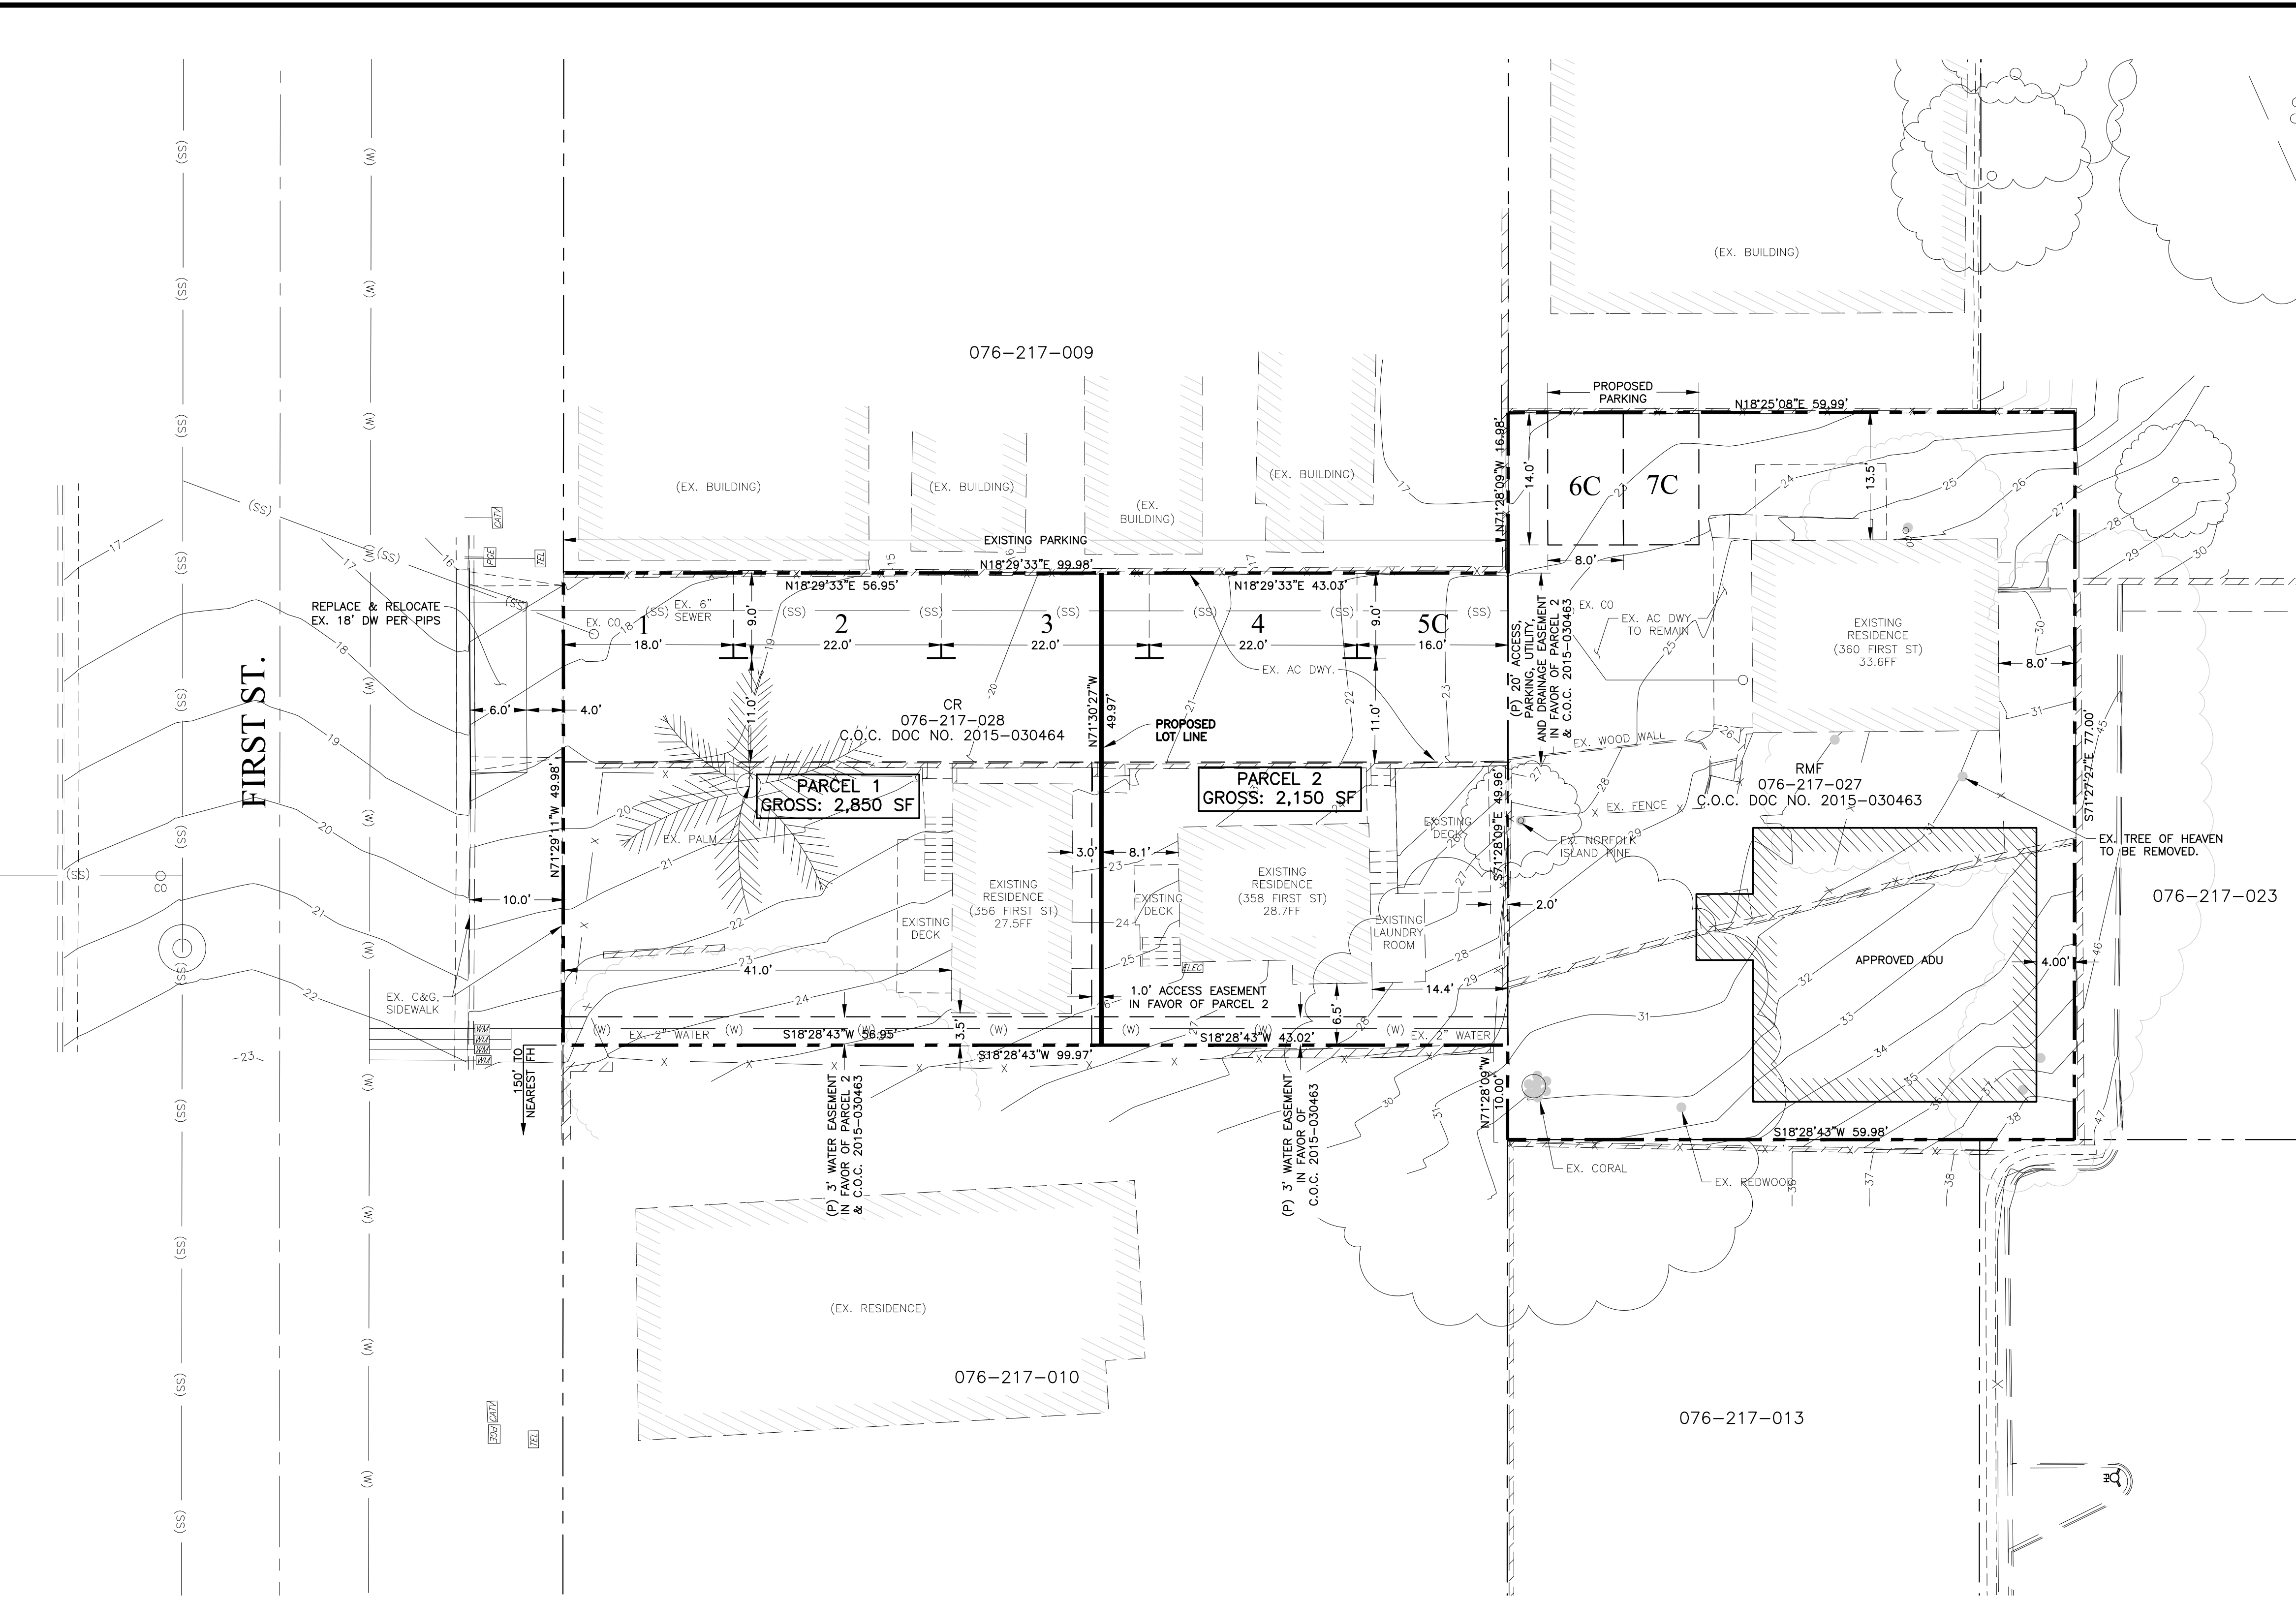 FIRST ST.
076-217-009
(EX. BUILDING)
(EX. BUILDING)
(EX. BUILDING)
(EX.
BUILDING)
(EX. BUILDING)
PROPOSED
PARKING
N18°25'08"E 59.99'
N71°28'09"W 16.98'
14.0'
6C
7C
13.5'
8.0'
EXISTING PARKING
N18°29'33"E 99.98'
N18°29'33"E 56.95'
N18°29'33"E 43.03'
CATV
PGE
TEL
REPLACE & RELOCATE
EX. 18' DW PER PIPS
EX. CO
EX. 6"
SEWER
1
2
3
4
5C
18.0'
22.0'
22.0'
22.0'
16.0'
9.0'
9.0'
11.0'
11.0'
EX. AC DWY.
6.0'
4.0'
CR
076-217-028
C.O.C. DOC NO. 2015-030464
N71°30'27"W
49.97'
PROPOSED
LOT LINE
(P) 20' ACCESS,
PARKING, UTILITY,
AND DRAINAGE EASEMENT
IN FAVOR OF PARCEL 2
& C.O.C. 2015-030463
EX. CO
EX. AC DWY
TO REMAIN
CO
EXISTING
RESIDENCE
(360 FIRST ST)
33.6FF
8.0'
EX. WOOD WALL
RMF
076-217-027
C.O.C. DOC NO. 2015-030463
EX. FENCE
EX. NORFOLK
ISLAND PINE
S71°27'27"E 77.00'
EX. TREE OF HEAVEN
TO BE REMOVED.
076-217-023
PARCEL 1
GROSS: 2,850 SF
PARCEL 2
GROSS: 2,150 SF
N71°29'11"W 49.98'
S71°28'09"E 49.96'
EX. PALM
3.0'
8.1'
EXISTING
RESIDENCE
(356 FIRST ST)
27.5FF
EXISTING
DECK
EXISTING
DECK
EXISTING
RESIDENCE
(358 FIRST ST)
28.7FF
EXISTING
DECK
EXISTING
LAUNDRY
ROOM
ELEC
2.0'
10.0'
41.0'
14.4'
6.5'
3.5'
APPROVED ADU
4.00'
EX. C&G,
SIDEWALK
1.0' ACCESS EASEMENT
IN FAVOR OF PARCEL 2
EX. 2" WATER
EX. 2" WATER
S18°28'43"W 56.95'
S18°28'43"W 99.97'
S18°28'43"W 43.02'
WM
WM
WM
WM
150' TO
NEAREST FH
(P) 3' WATER EASEMENT
IN FAVOR OF PARCEL 2
& C.O.C. 2015-030463
(P) 3' WATER EASEMENT
IN FAVOR OF
C.O.C. 2015-030463
N71°28'09"W
10.00'
S18°28'43"W 59.98'
EX. CORAL
EX. REDWOOD
(EX. RESIDENCE)
076-217-010
076-217-013
CATV
PGE
TEL
CO
FH